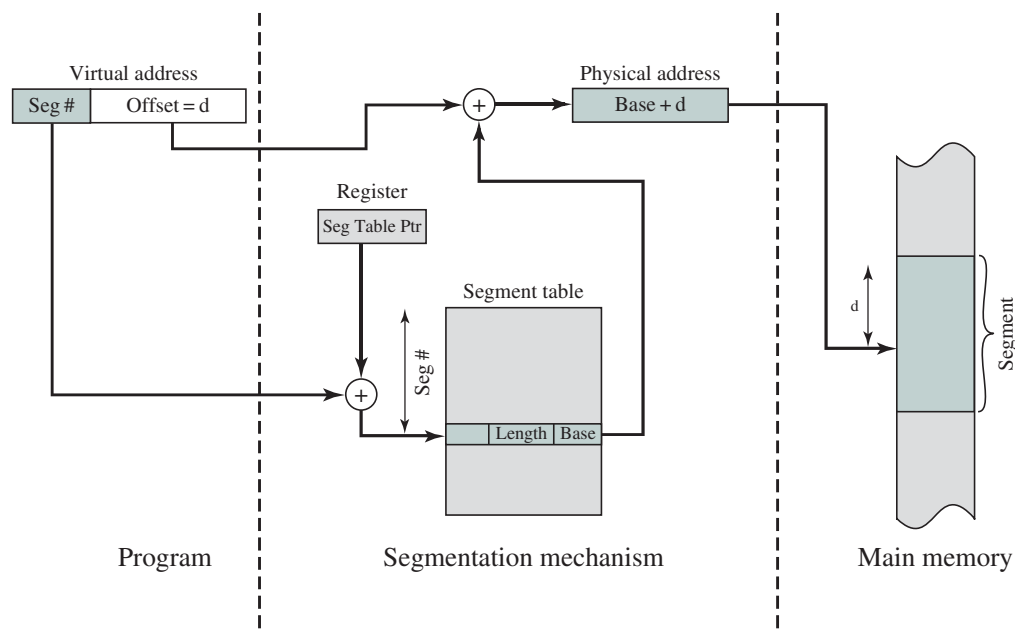 Virtual address
Seg # Offset = d
Physical address
Base + d
+
Register
Seg Table Ptr
Segment table
Seg #
+
Length Base
d
Segment
Program
Segmentation mechanism
Main memory